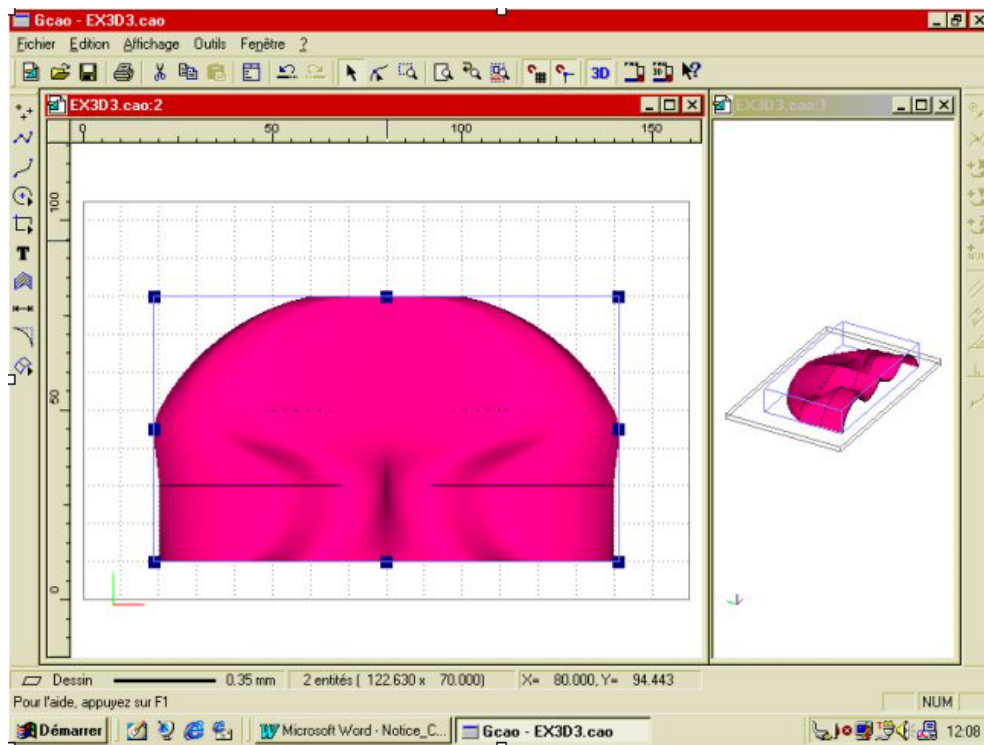 Gcao - EX3D3.cao
Fichier Edition Affichage Outils Fenêtre ?
3D
EX3D3.cao:2
EX3D3.cao:1
0 50 100 150
100
50
0
T
Dessin 0.35 mm 2 entités ( 122.630 x 70.000) X= 80.000, Y= 94.443
Pour l'aide, appuyez sur F1
NUM
Démarrer Microsoft Word - Notice_C... Gcao - EX3D3.cao 12:08